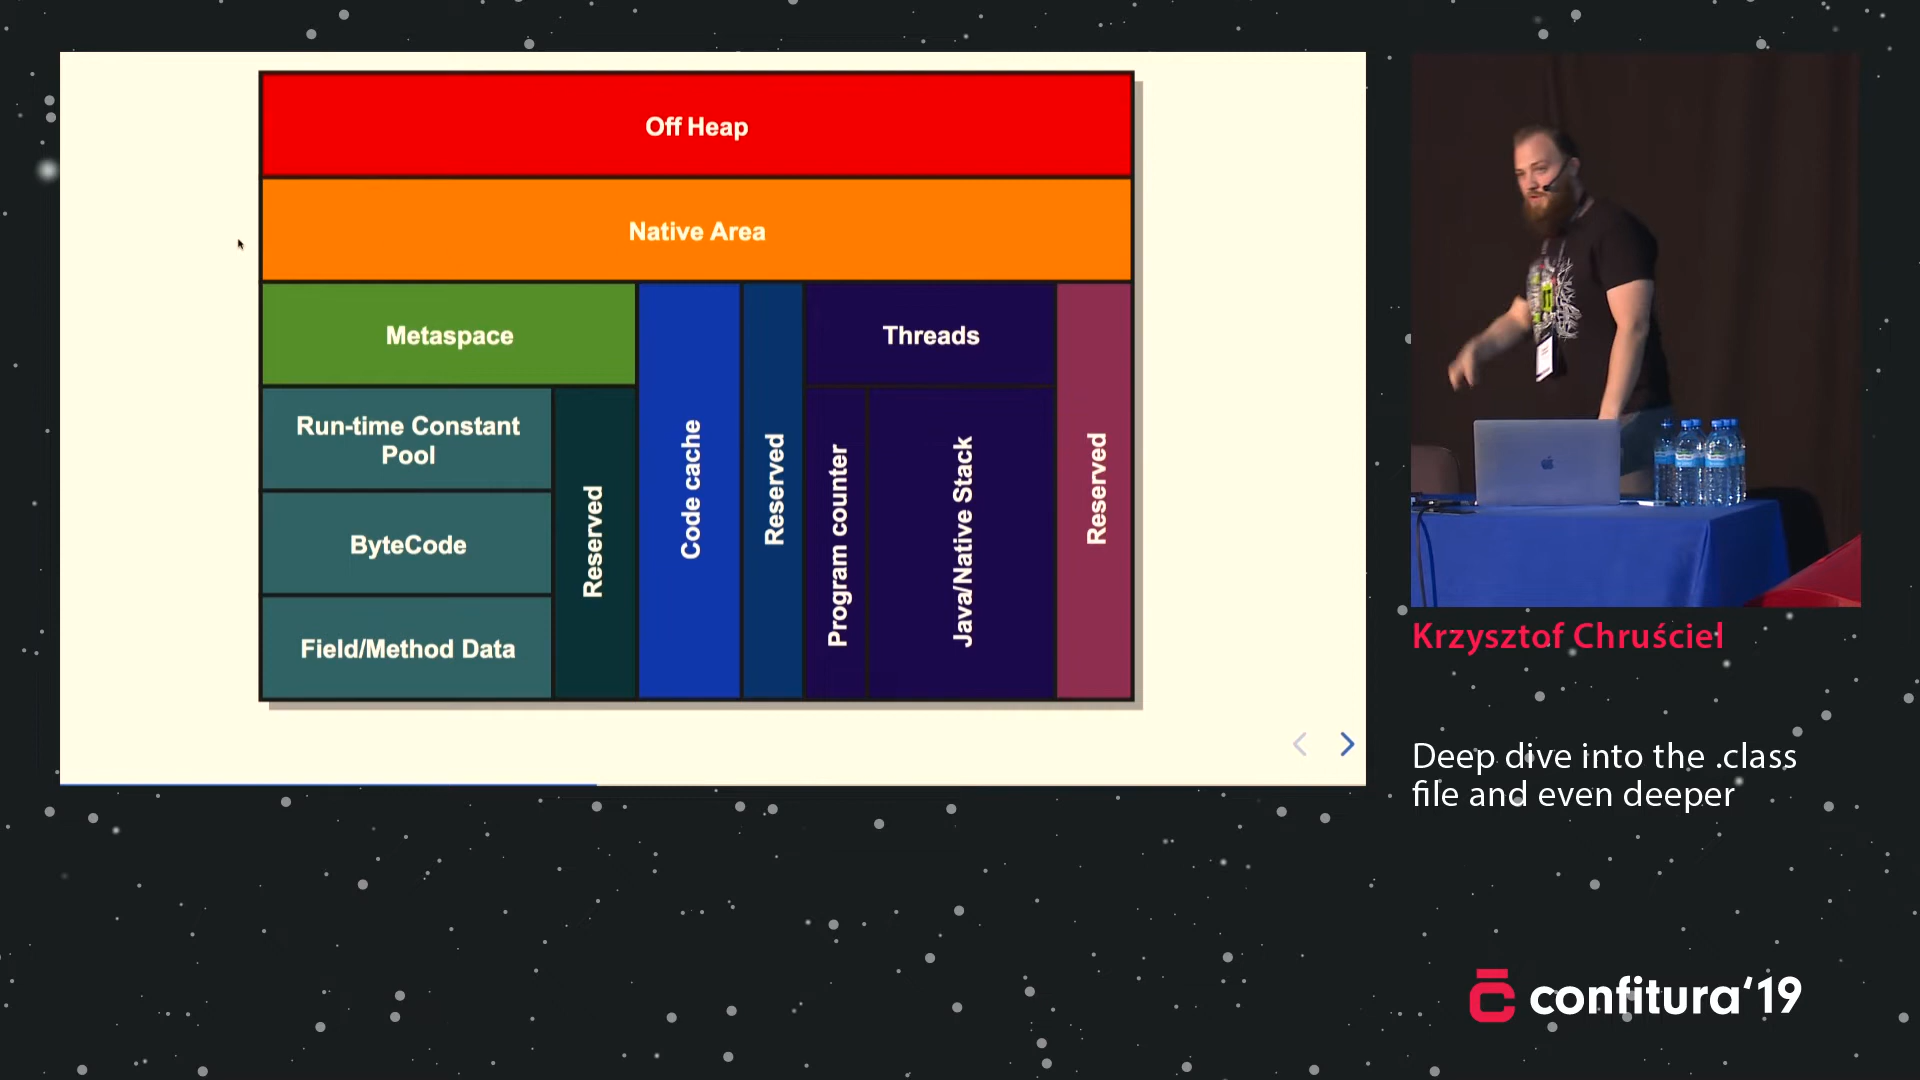 Off Heap
Native Area
Metaspace
Threads
Run-time Constant
Pool
ByteCode
Field/Method Data
Reserved
Code cache
Reserved
Program counter
Java/Native Stack
Reserved
Krzysztof Chruściel
Deep dive into the .class
file and even deeper
confitura‘19